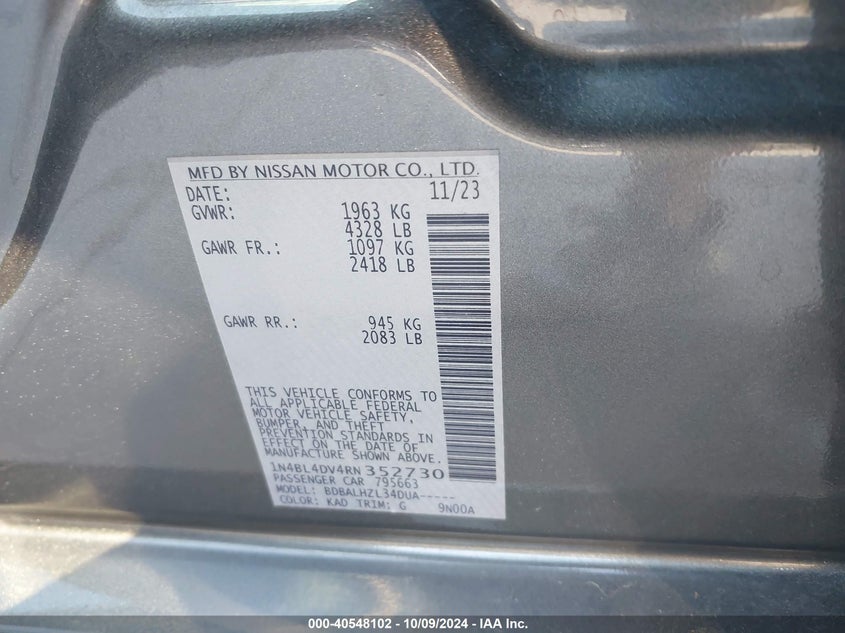 MFD BY NISSAN MOTOR CO., LTD.
DATE: 11/23
GVWR: 1963 KG
4328 LB
GAWR FR.: 1097 KG
2418 LB
GAWR RR.: 945 KG
2083 LB
THIS VEHICLE CONFORMS TO
ALL APPLICABLE FEDERAL
MOTOR VEHICLE SAFETY,
BUMPER, AND THEFT
PREVENTION STANDARDS IN
EFFECT ON THE DATE OF
MANUFACTURE SHOWN ABOVE.
1N4BL4DV4RN352730
PASSENGER CAR 795663
MODEL: BDBALHZL34DUA-----
COLOR: KAD TRIM: G 9N00A
000-40548102 - 10/09/2024 - IAA Inc.